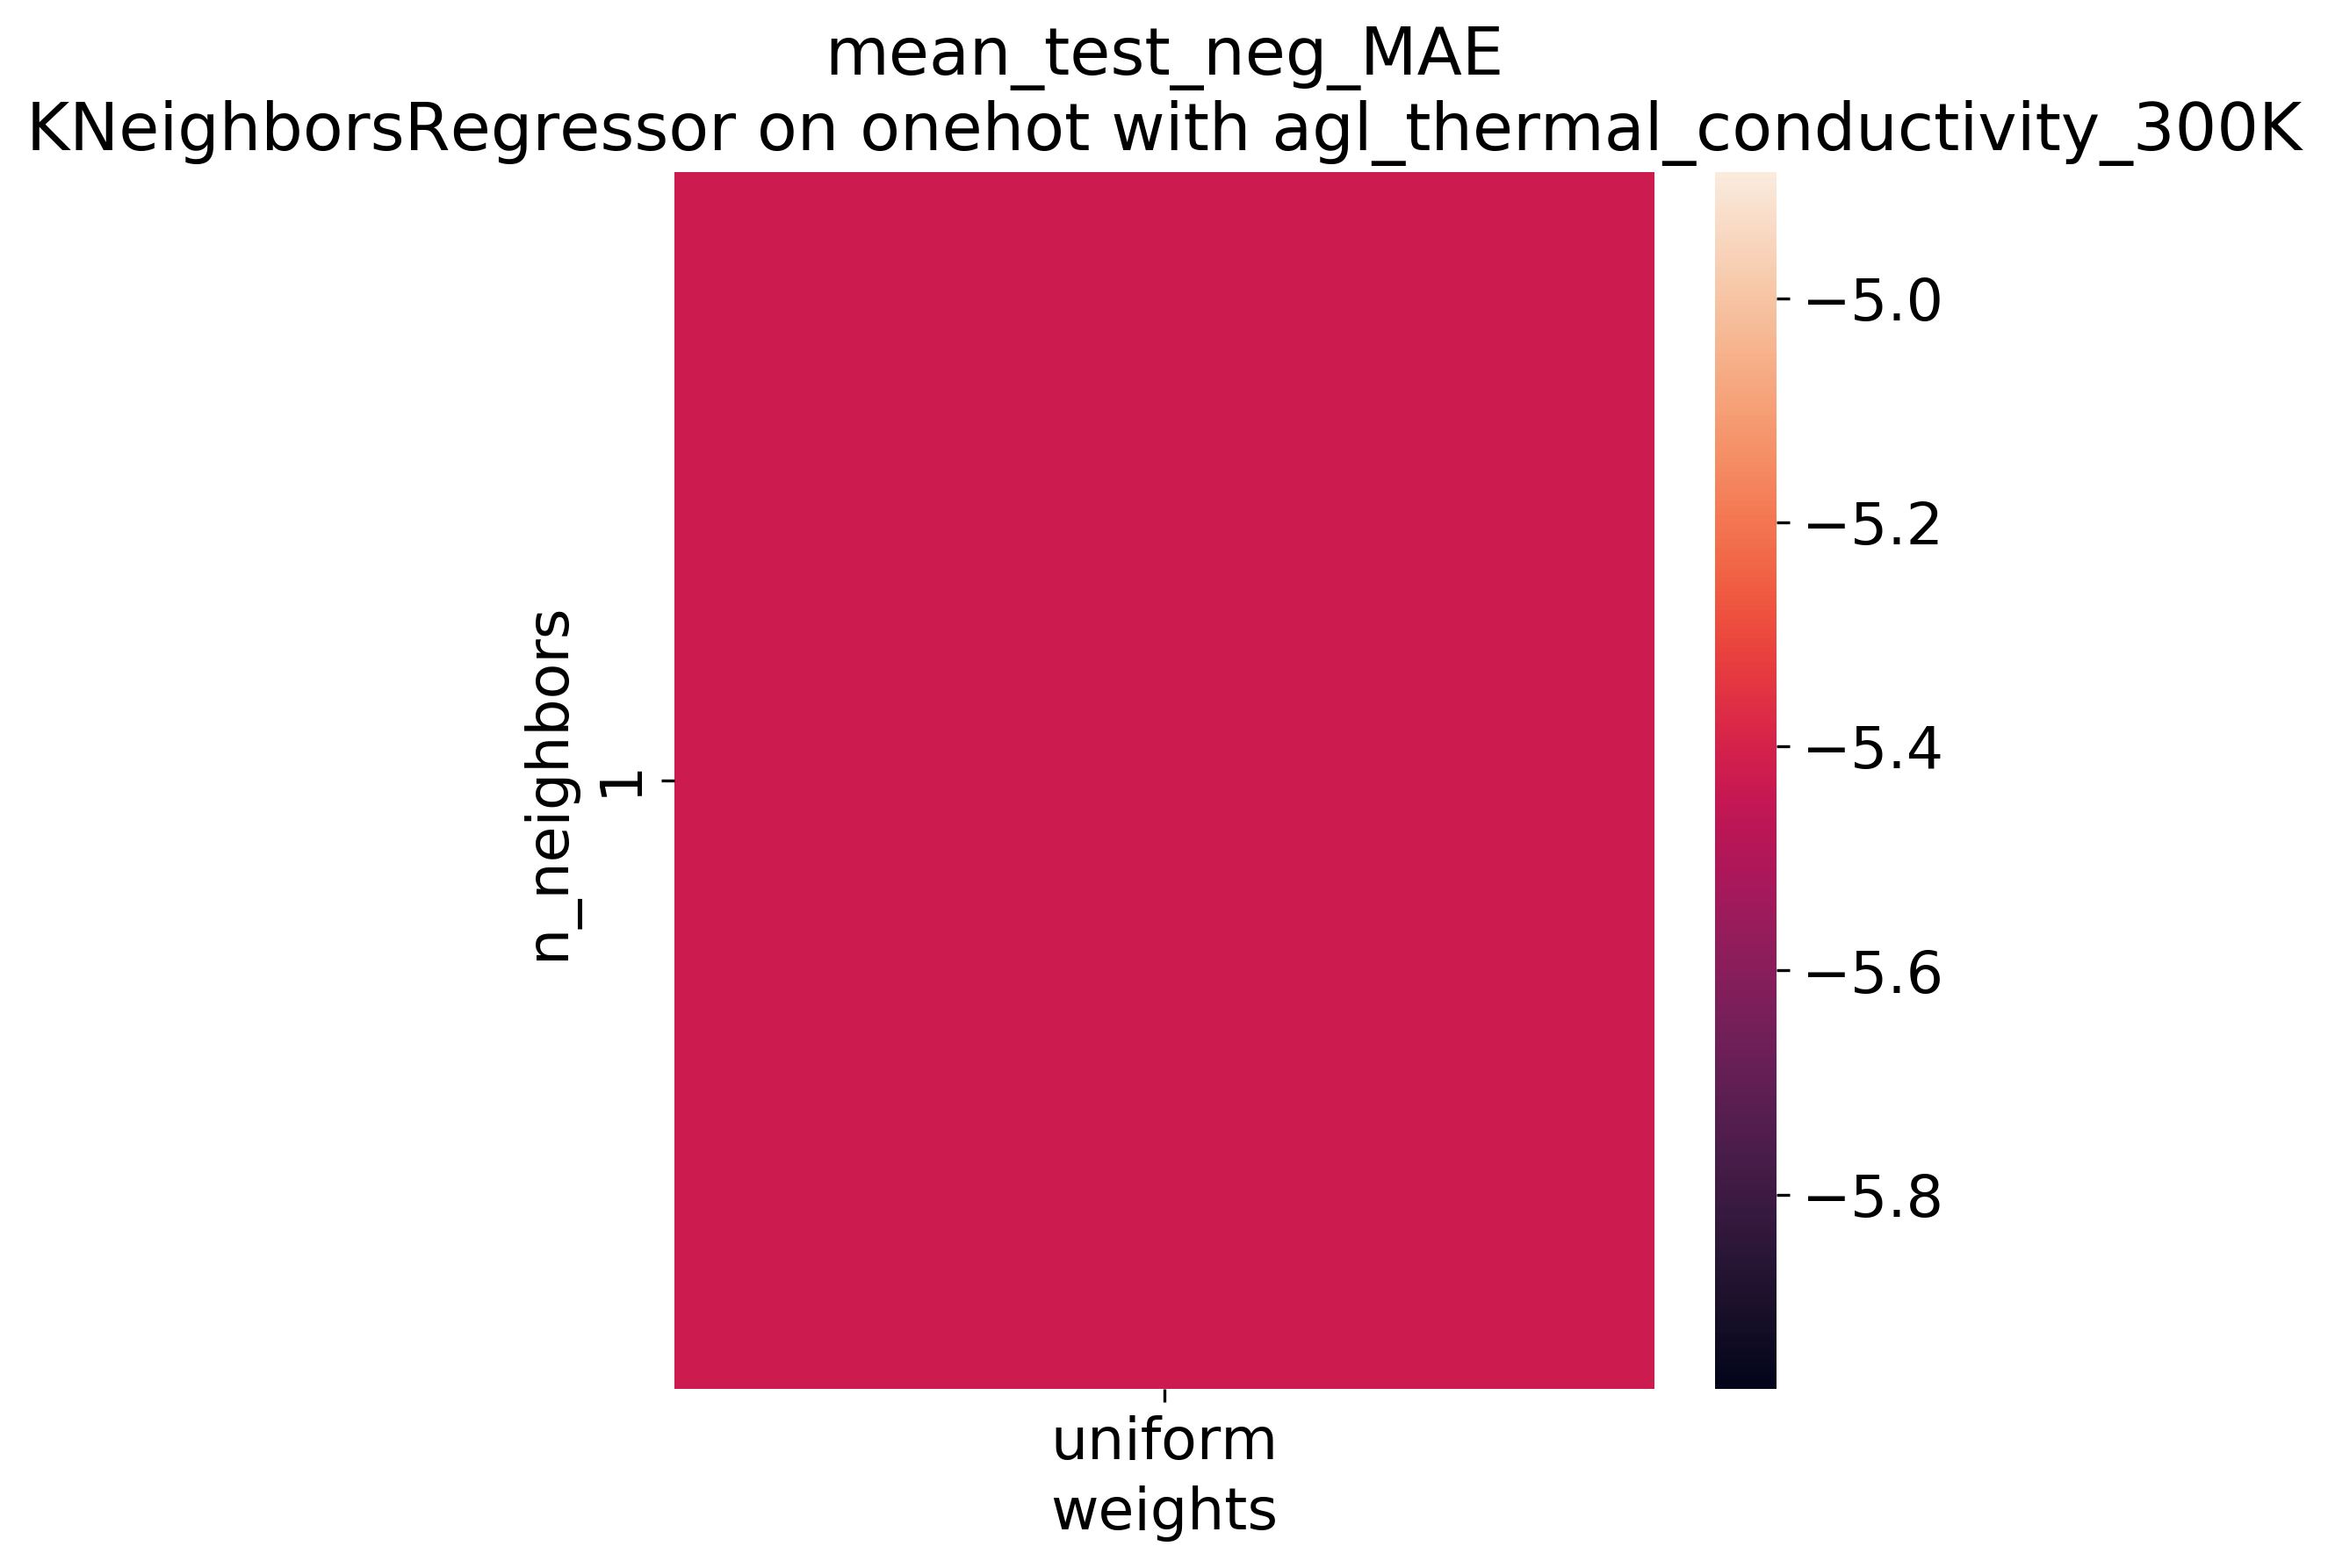 mean_test_neg_MAE
KNeighborsRegressor on onehot with agl_thermal_conductivity_300K
n_neighbors
1
uniform
weights
−5.0
−5.2
−5.4
−5.6
−5.8